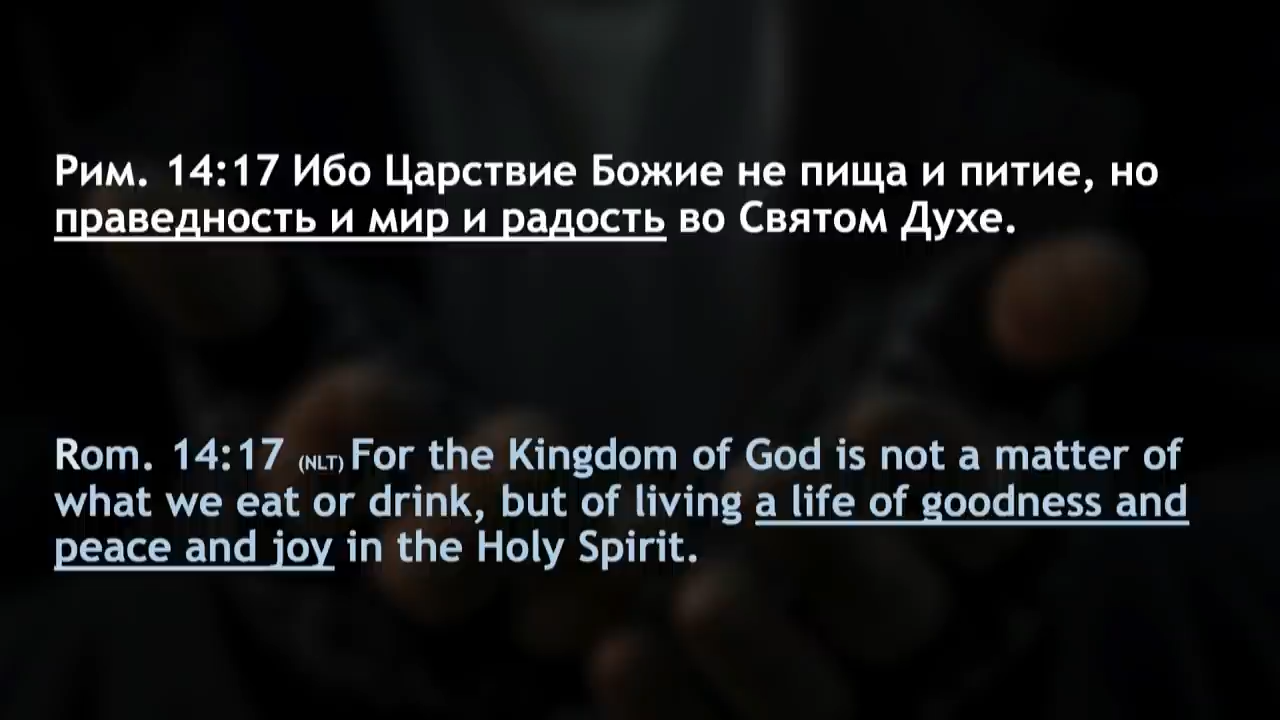 Рим. 14:17 Ибо Царствие Божие не пища и питие, но
праведность и мир и радость во Святом Духе.
Rom. 14:17 (NLT) For the Kingdom of God is not a matter of
what we eat or drink, but of living a life of goodness and
peace and joy in the Holy Spirit.